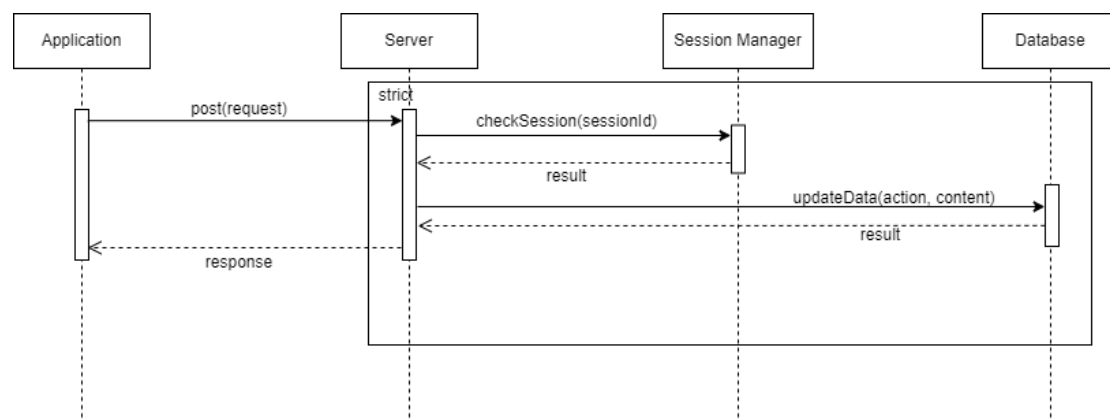 Application
Server
Session Manager
Database
strict
post(request)
checkSession(sessionId)
result
updateData(action, content)
result
response